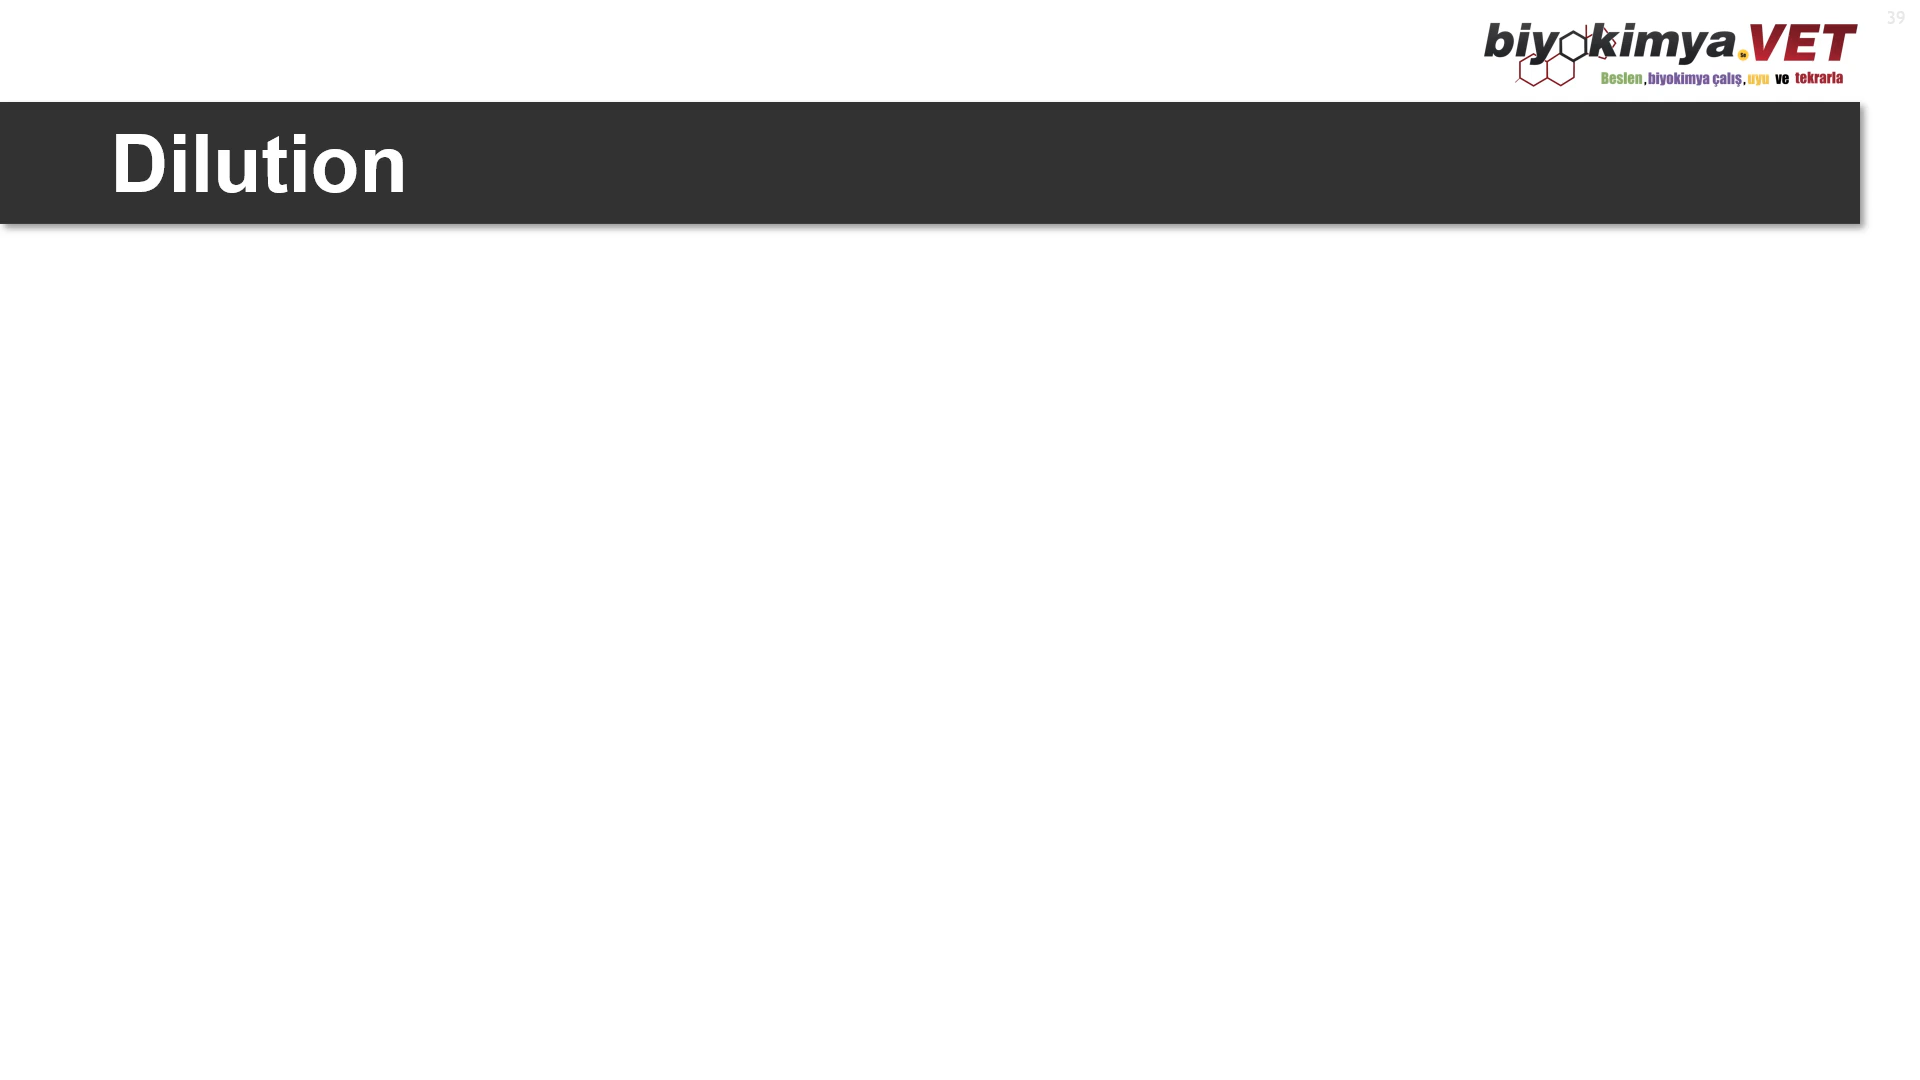 39
biyokimya.VET
Beslen, biyokimya çalış, uyu ve tekrarla
Dilution